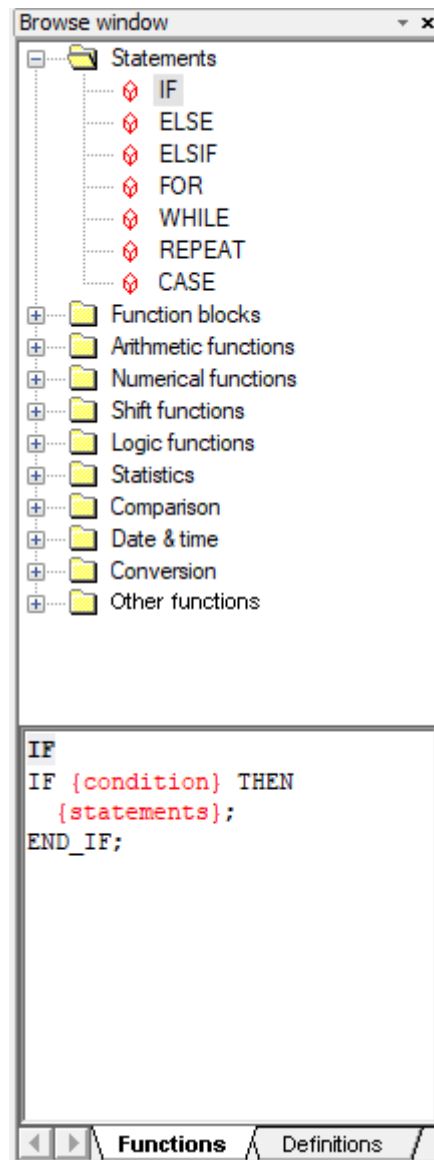 Browse window
Statements
IF
ELSE
ELSIF
FOR
WHILE
REPEAT
CASE
Function blocks
Arithmetic functions
Numerical functions
Shift functions
Logic functions
Statistics
Comparison
Date & time
Conversion
Other functions
IF
IF {condition} THEN
{statements};
END_IF;
Functions Definitions